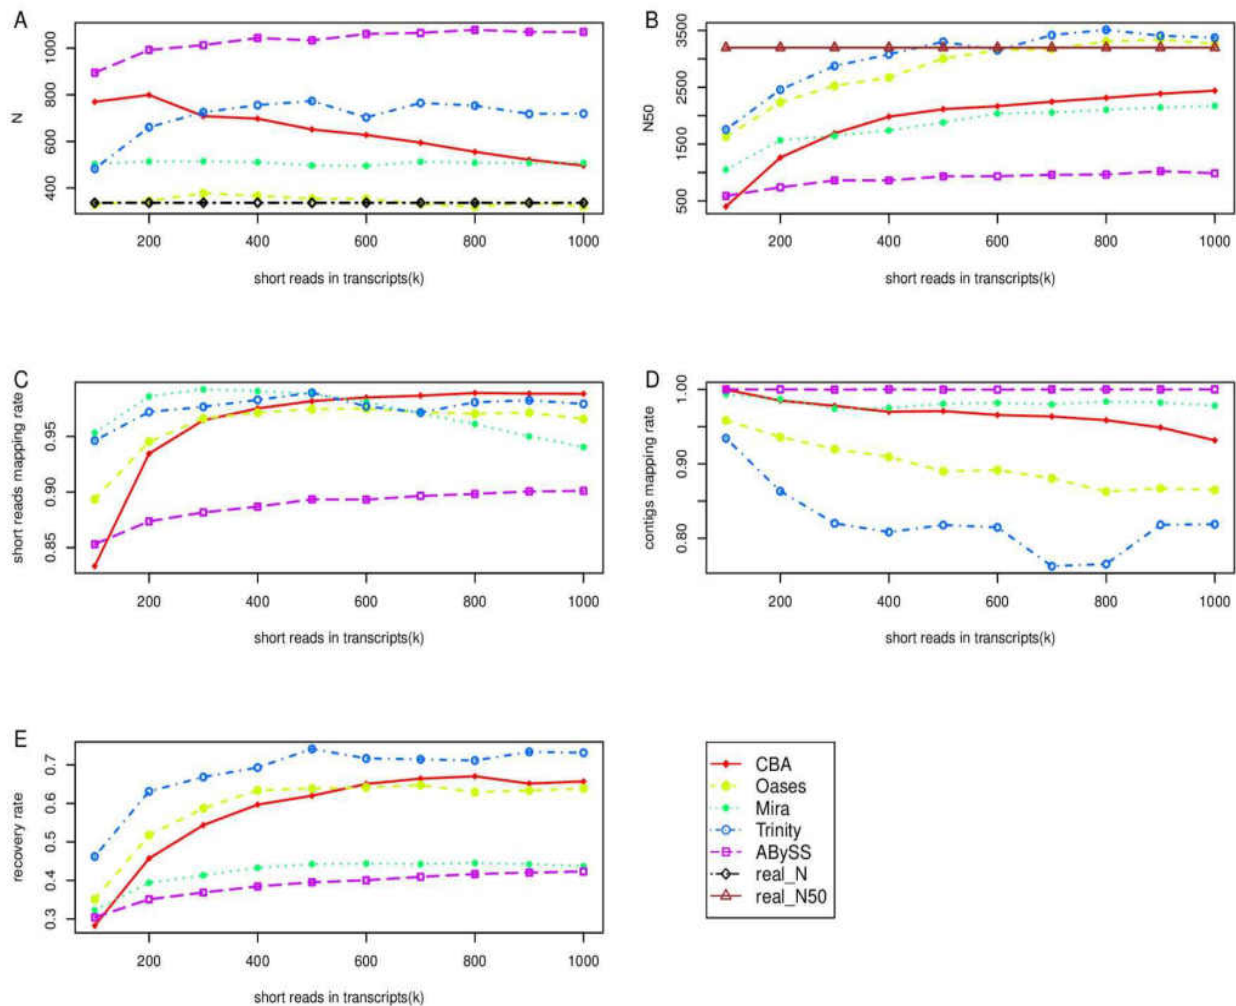 A
N
400
600
800
1000
200
400
600
800
1000
short reads in transcripts(k)
B
N50
500
1500
2500
3500
200
400
600
800
1000
short reads in transcripts(k)
C
short reads mapping rate
0.85
0.90
0.95
200
400
600
800
1000
short reads in transcripts(k)
D
contigs mapping rate
0.80
0.90
1.00
200
400
600
800
1000
short reads in transcripts(k)
E
recovery rate
0.3
0.4
0.5
0.6
0.7
200
400
600
800
1000
short reads in transcripts(k)
CBA
Oases
Mira
Trinity
ABySS
real_N
real_N50